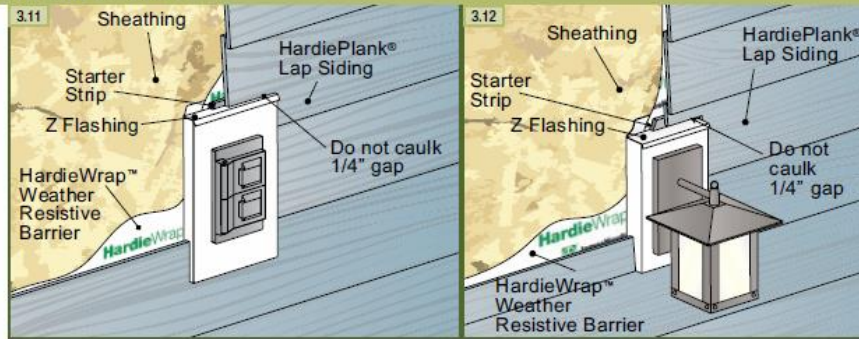 3.11
Sheathing
HardiePlank®
Lap Siding
Starter
Strip
Z Flashing
Do not caulk
1/4" gap
HardieWrap™
Weather
Resistive
Barrier
HardieWrap
3.12
Sheathing
HardiePlank®
Lap Siding
Starter
Strip
Z Flashing
Do not
caulk
1/4" gap
HardieWrap
HardieWrap™
Weather
Resistive Barrier